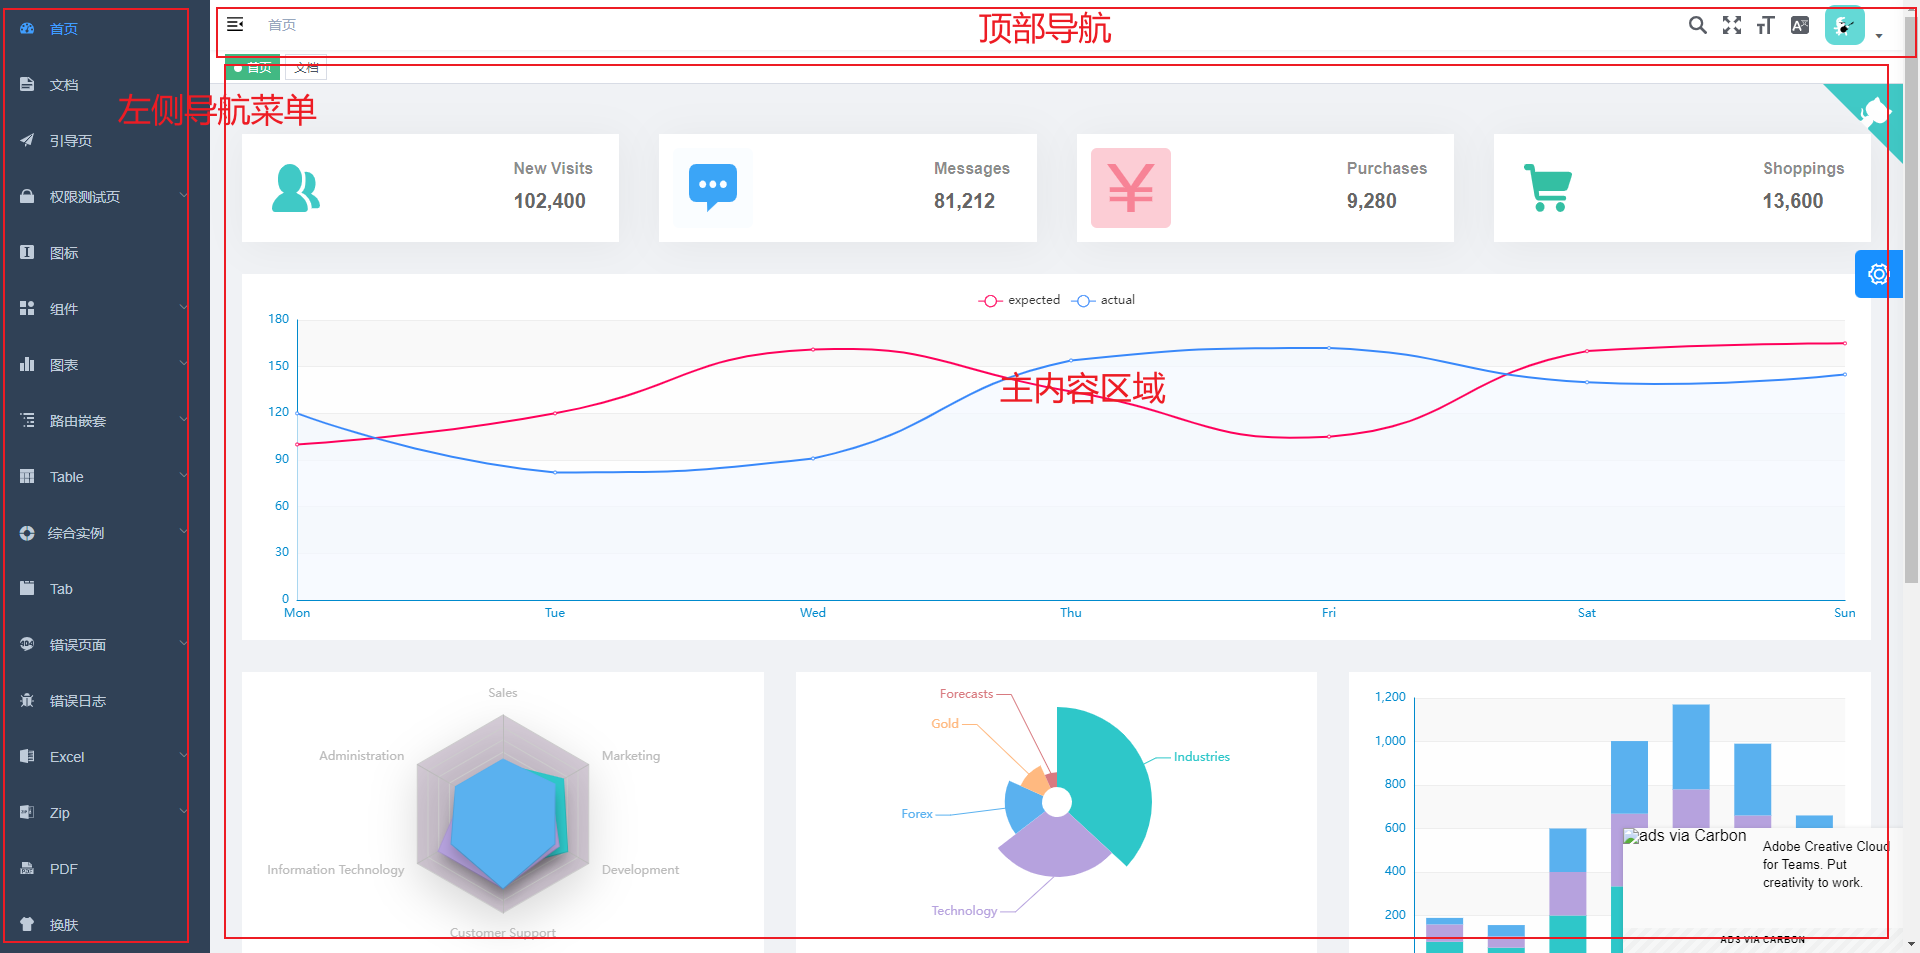 首页
文档
引导页
权限测试页
图标
组件
图表
路由嵌套
Table
综合实例
Tab
404
错误页面
错误日志
Excel
Zip
PDF
换肤
左侧导航菜单
首页
顶部导航
首页
文档
New Visits
102,400
Messages
81,212
¥
Purchases
9,280
Shoppings
13,600
expected
actual
180
150
120
90
60
30
0
Mon
Tue
Wed
Thu
Fri
Sat
Sun
主内容区域
Sales
Administration
Marketing
Information Technology
Development
Customer Support
Forecasts
Gold
Industries
Forex
Technology
1,200
1,000
800
600
400
200
ads via Carbon
Adobe Creative Cloud
for Teams. Put
creativity to work.
ADS VIA CARBON